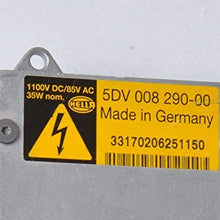 1100V DC/85V AC
35W nom.
HELLA
5DV 008 290-00
Made in Germany
33170206251150